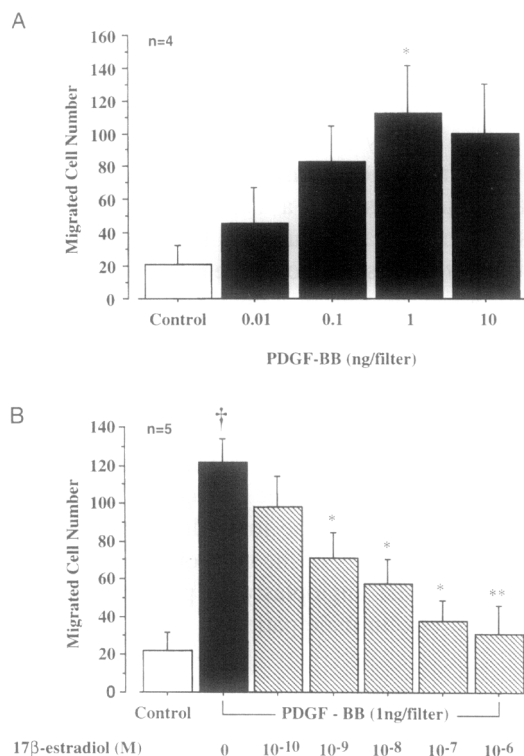 A
n=4
160
140
120
100
80
60
40
20
0
Migrated Cell Number
*
Control 0.01 0.1 1 10
PDGF-BB (ng/filter)
B
n=5
140
120
100
80
60
40
20
0
Migrated Cell Number
†
* * * **
Control PDGF - BB (1ng/filter)
17β-estradiol (M) 0 10⁻¹⁰ 10⁻⁹ 10⁻⁸ 10⁻⁷ 10⁻⁶